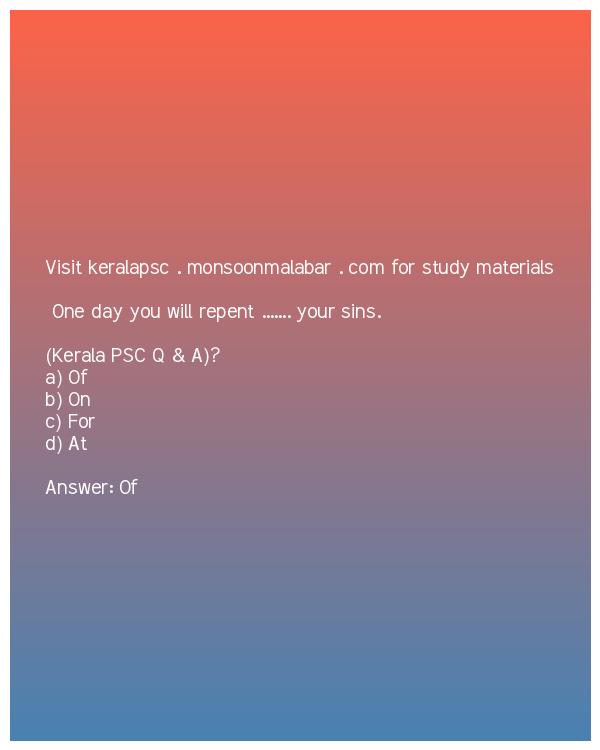 Visit keralapsc . monsoonmalabar . com for study materials
One day you will repent ....... your sins.
(Kerala PSC Q & A)?
a) Of
b) On
c) For
d) At
Answer: Of